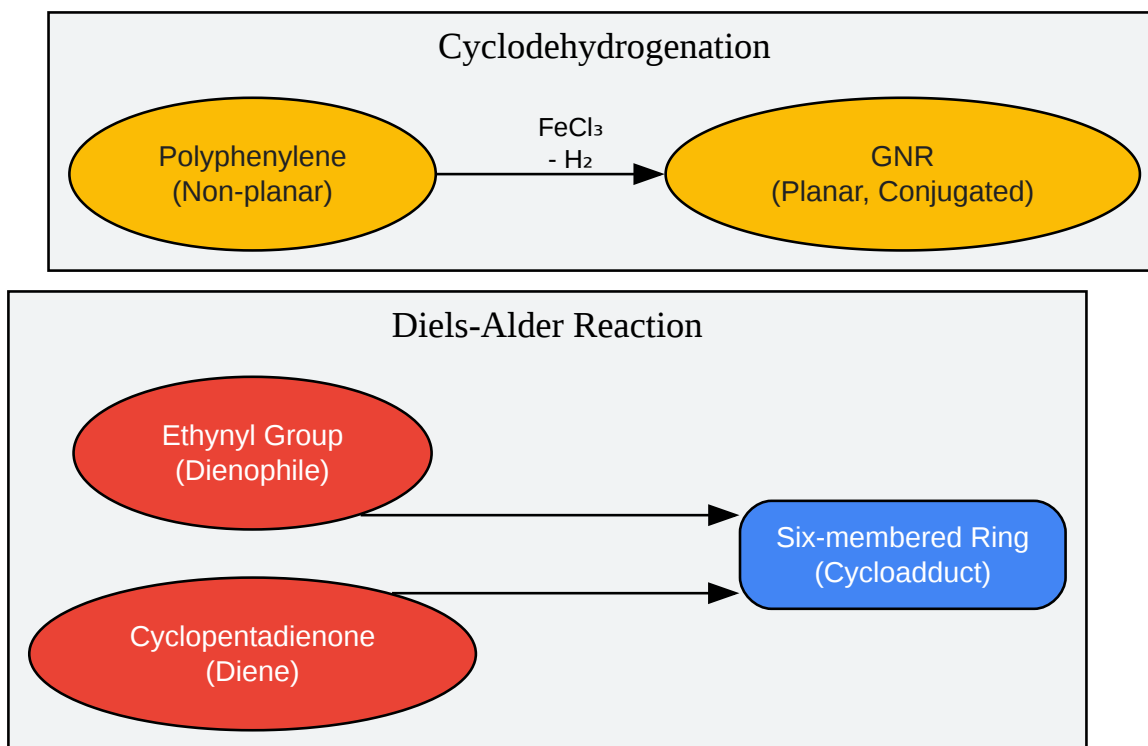 Cyclodehydrogenation
Polyphenylene
(Non-planar)
FeCl₃
- H₂
GNR
(Planar, Conjugated)
Diels-Alder Reaction
Ethynyl Group
(Dienophile)
Six-membered Ring
(Cycloadduct)
Cyclopentadienone
(Diene)